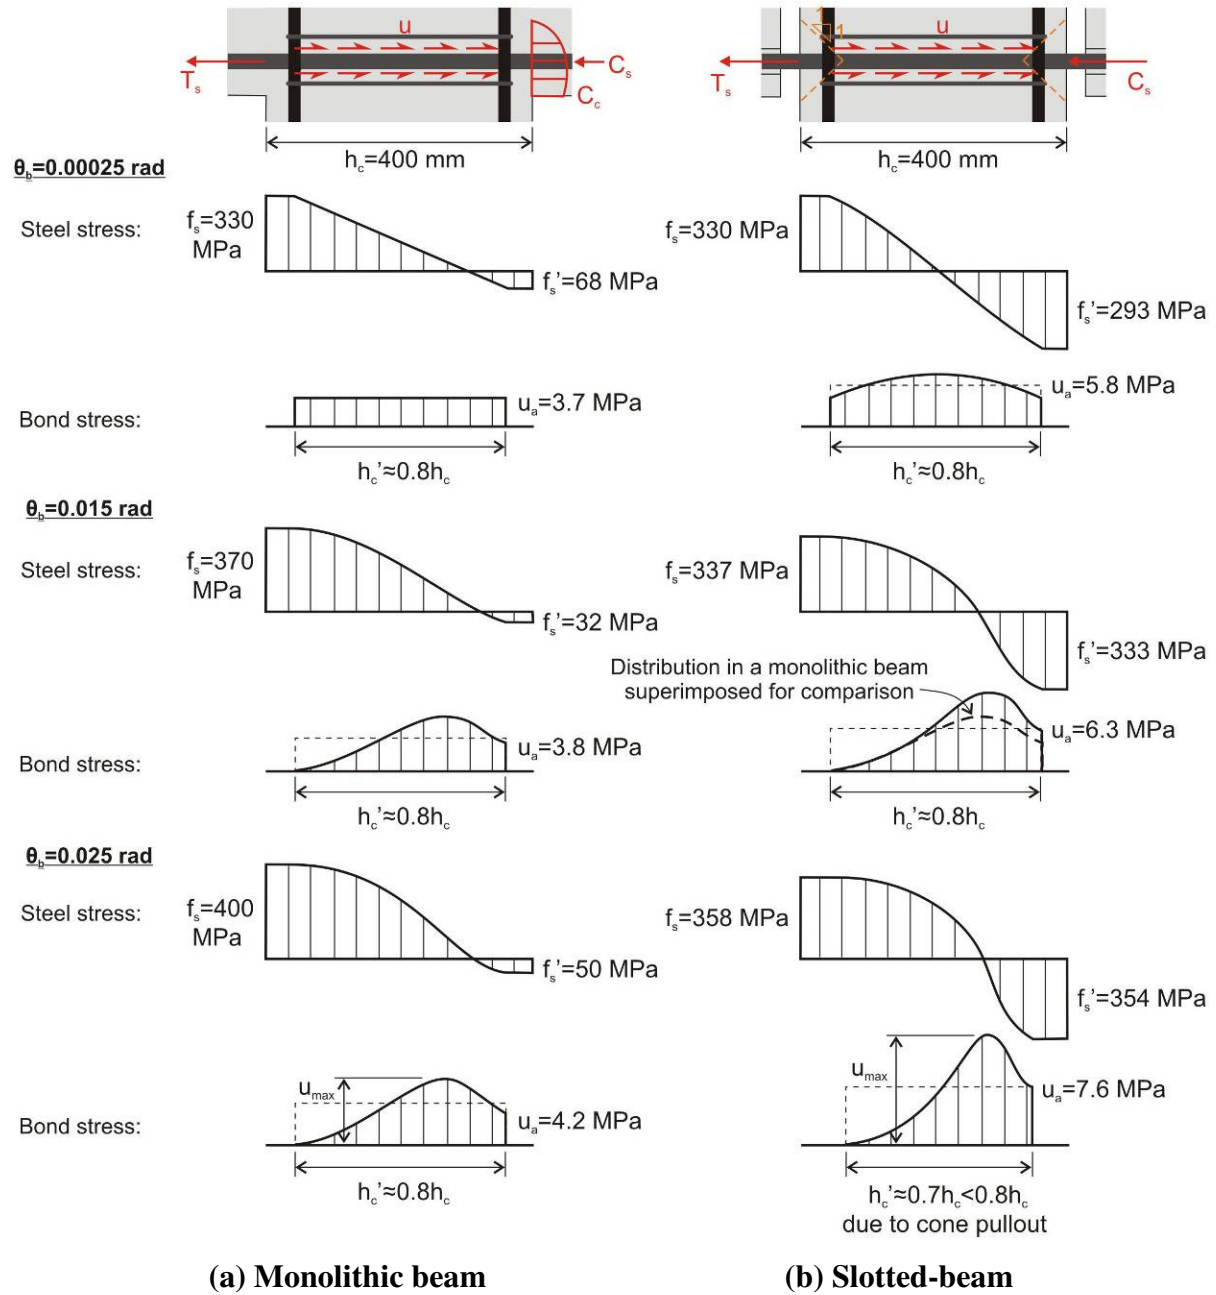 u
T_s
C_s
C_c
h_c=400 mm
1
1
u
T_s
C_s
h_c=400 mm
θ_b=0.00025 rad
Steel stress:
f_s=330
MPa
f_s'=68 MPa
f_s=330 MPa
f_s'=293 MPa
Bond stress:
u_a=3.7 MPa
h_c'≈0.8h_c
u_a=5.8 MPa
h_c'≈0.8h_c
θ_b=0.015 rad
Steel stress:
f_s=370
MPa
f_s'=32 MPa
f_s=337 MPa
f_s'=333 MPa
Distribution in a monolithic beam
superimposed for comparison
Bond stress:
u_a=3.8 MPa
h_c'≈0.8h_c
u_a=6.3 MPa
h_c'≈0.8h_c
θ_b=0.025 rad
Steel stress:
f_s=400
MPa
f_s'=50 MPa
f_s=358 MPa
f_s'=354 MPa
Bond stress:
u_max
u_a=4.2 MPa
h_c'≈0.8h_c
u_max
u_a=7.6 MPa
h_c'≈0.7h_c<0.8h_c
due to cone pullout
(a) Monolithic beam
(b) Slotted-beam